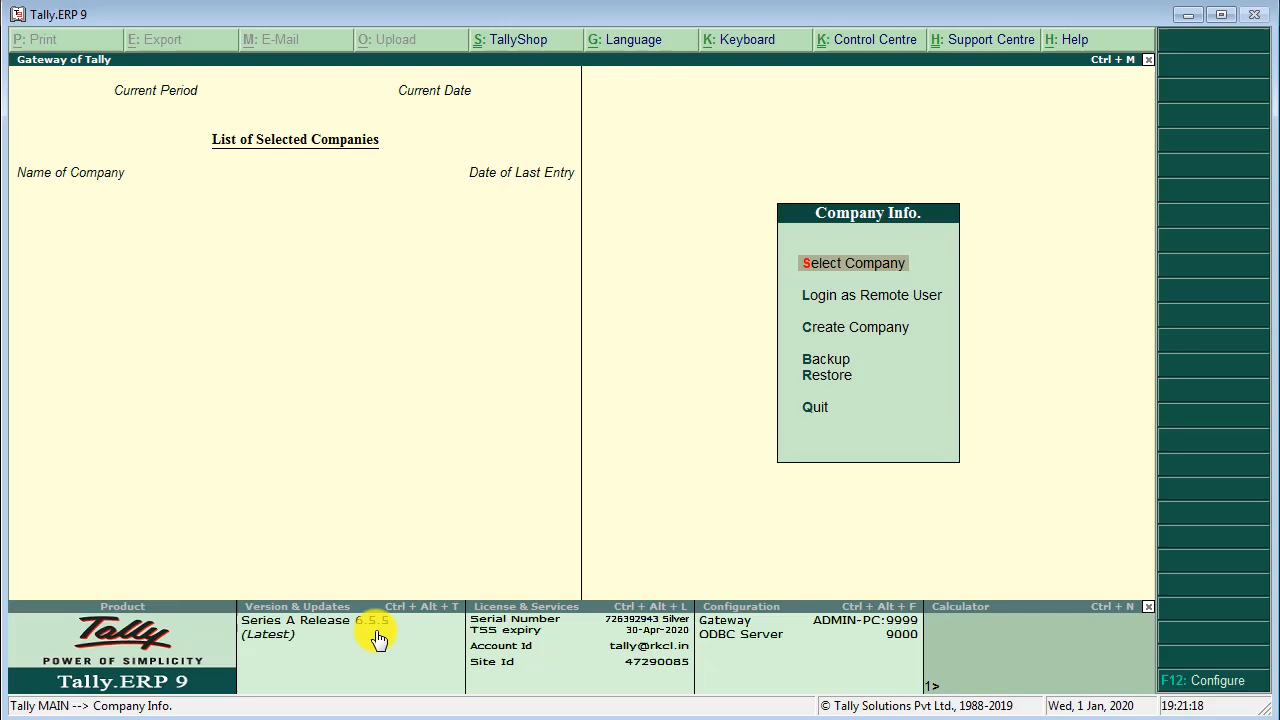 Tally.ERP 9
P: Print E: Export M: E-Mail O: Upload S: TallyShop G: Language K: Keyboard K: Control Centre H: Support Centre H: Help
Gateway of Tally Ctrl + M
Current Period Current Date
List of Selected Companies
Name of Company Date of Last Entry
Company Info.
Select Company
Login as Remote User
Create Company
Backup
Restore
Quit
Product
Tally
POWER OF SIMPLICITY
Tally.ERP 9
Version & Updates Ctrl + Alt + T
Series A Release 6.5.5
(Latest)
License & Services Ctrl + Alt + L
Serial Number 726392943 Silver
TSS expiry 30-Apr-2020
Account Id tally@rkcl.in
Site Id 47290085
Configuration Ctrl + Alt + F
Gateway ADMIN-PC:9999
ODBC Server 9000
Calculator Ctrl + N
1>
F12: Configure
Tally MAIN --> Company Info. © Tally Solutions Pvt Ltd., 1988-2019 Wed, 1 Jan, 2020 19:21:18